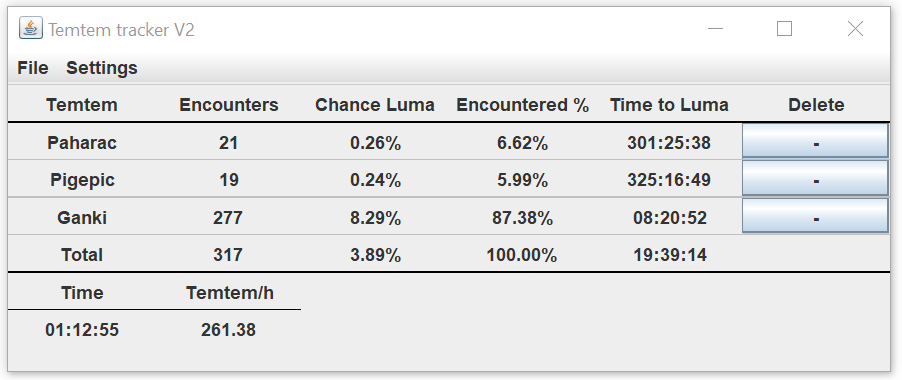 Temtem tracker V2
File Settings
Temtem Encounters Chance Luma Encountered % Time to Luma Delete
Paharac 21 0.26% 6.62% 301:25:38 -
Pigepic 19 0.24% 5.99% 325:16:49 -
Ganki 277 8.29% 87.38% 08:20:52 -
Total 317 3.89% 100.00% 19:39:14
Time Temtem/h
01:12:55 261.38